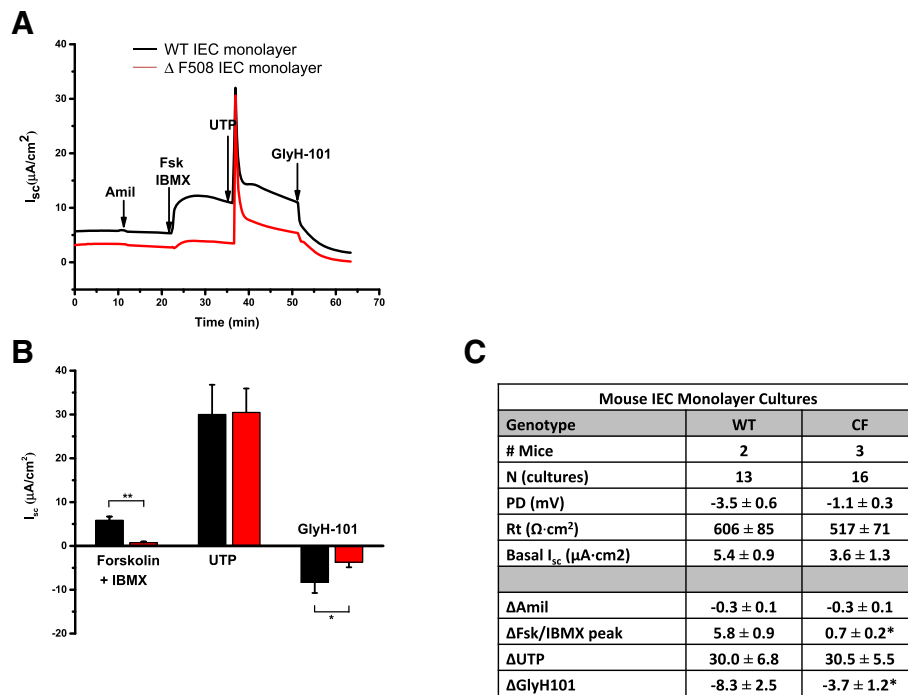 A
WT IEC monolayer
Δ F508 IEC monolayer
40
30
20
10
0
I_SC(μA/cm²)
Amil
Fsk
IBMX
UTP
GlyH-101
0 10 20 30 40 50 60 70
Time (min)
B
40
30
20
10
0
-10
-20
I_sc (μA/cm²)
**
Forskolin
+ IBMX
UTP
GlyH-101
*
C
Mouse IEC Monolayer Cultures
Genotype WT CF
# Mice 2 3
N (cultures) 13 16
PD (mV) -3.5 ± 0.6 -1.1 ± 0.3
Rt (Ω·cm²) 606 ± 85 517 ± 71
Basal I_sc (μA·cm2) 5.4 ± 0.9 3.6 ± 1.3
ΔAmil -0.3 ± 0.1 -0.3 ± 0.1
ΔFsk/IBMX peak 5.8 ± 0.9 0.7 ± 0.2*
ΔUTP 30.0 ± 6.8 30.5 ± 5.5
ΔGlyH101 -8.3 ± 2.5 -3.7 ± 1.2*